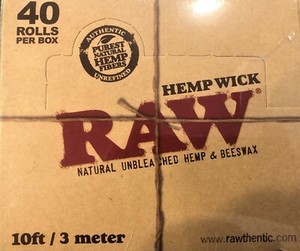 40
ROLLS
PER BOX
AUTHENTIC
PUREST
NATURAL
HEMP
FIBERS
UNREFINED
HEMP WICK
RAW®
NATURAL UNBLEACHED HEMP & BEESWAX
10ft / 3 meter
www.rawthentic.com